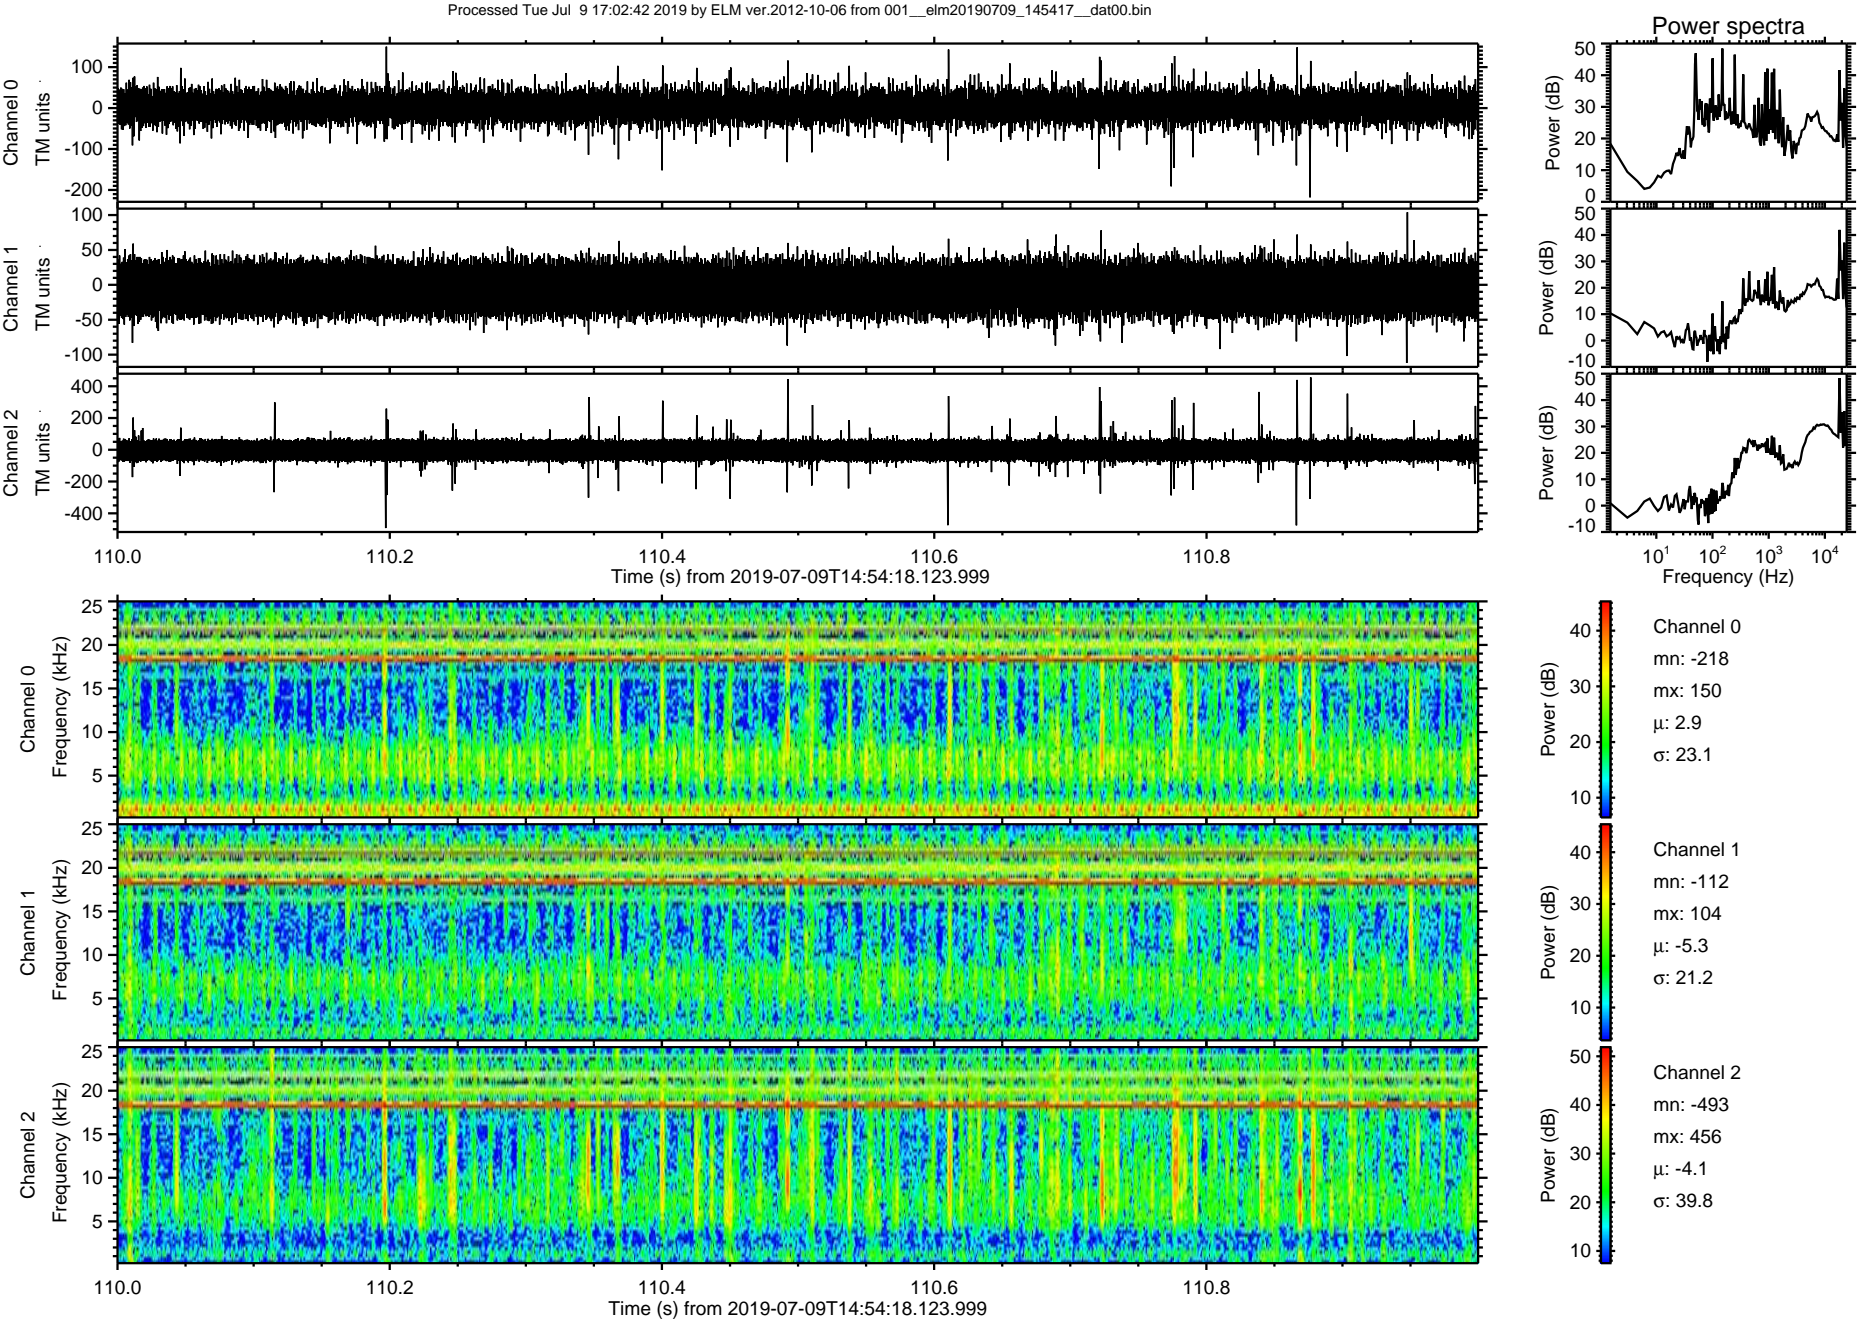 Processed Tue Jul  9 17:02:42 2019 by ELM ver.2012-10-06 from 001__elm20190709_145417__dat00.bin
Power spectra
Channel 0
TM units
100
0
-100
-200
Power (dB)
50
40
30
20
10
0
Channel 1
TM units
100
50
0
-50
-100
Power (dB)
50
40
30
20
10
0
-10
Channel 2
TM units
400
200
0
-200
-400
Power (dB)
50
40
30
20
10
0
-10
110.0 110.2 110.4 110.6 110.8
Time (s) from 2019-07-09T14:54:18.123.999
10^1 10^2 10^3 10^4
Frequency (Hz)
Channel 0
Frequency (kHz)
25
20
15
10
5
Power (dB)
40
30
20
10
Channel 0
mn: -218
mx: 150
μ: 2.9
σ: 23.1
Channel 1
Frequency (kHz)
25
20
15
10
5
Power (dB)
40
30
20
10
Channel 1
mn: -112
mx: 104
μ: -5.3
σ: 21.2
Channel 2
Frequency (kHz)
25
20
15
10
5
Power (dB)
50
40
30
20
10
Channel 2
mn: -493
mx: 456
μ: -4.1
σ: 39.8
110.0 110.2 110.4 110.6 110.8
Time (s) from 2019-07-09T14:54:18.123.999